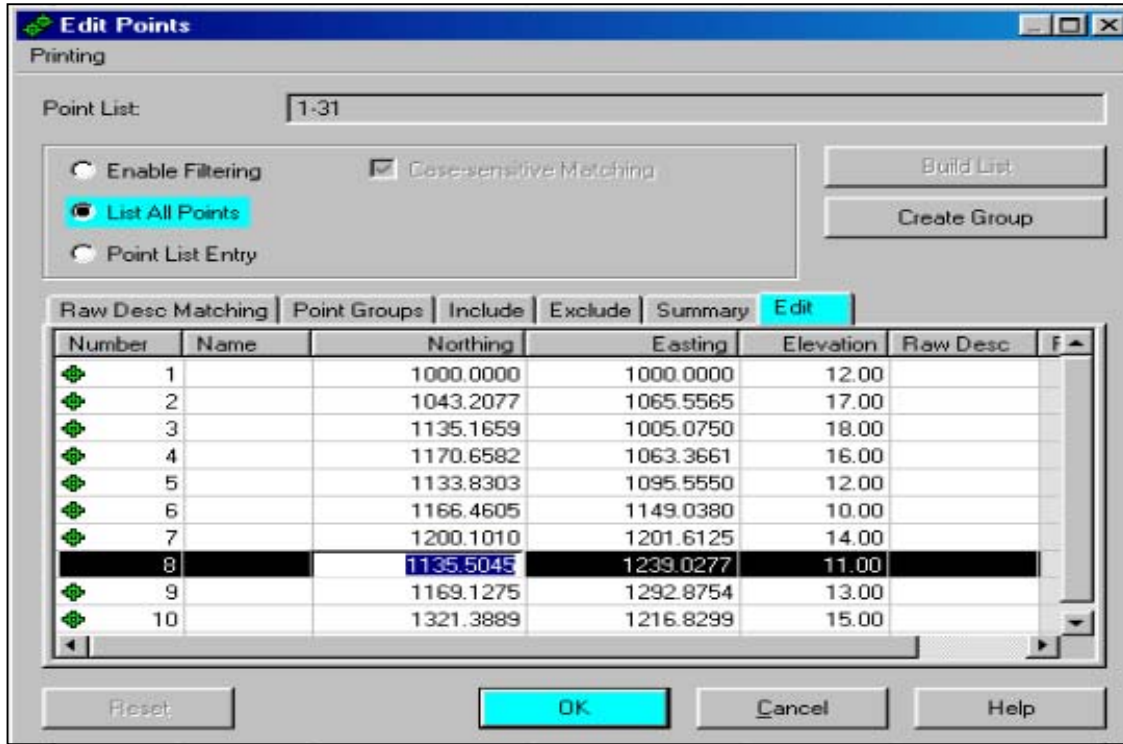 Edit Points
Printing
Point List: 1-31
Enable Filtering Case-sensitive Matching Build List
List All Points Create Group
Point List Entry
Raw Desc Matching Point Groups Include Exclude Summary Edit
Number Name Northing Easting Elevation Raw Desc F
1 1000.0000 1000.0000 12.00
2 1043.2077 1065.5565 17.00
3 1135.1659 1005.0750 18.00
4 1170.6582 1063.3661 16.00
5 1133.8303 1095.5550 12.00
6 1166.4605 1149.0380 10.00
7 1200.1010 1201.6125 14.00
8 1135.5045 1239.0277 11.00
9 1169.1275 1292.8754 13.00
10 1321.3889 1216.8299 15.00
Reset OK Cancel Help